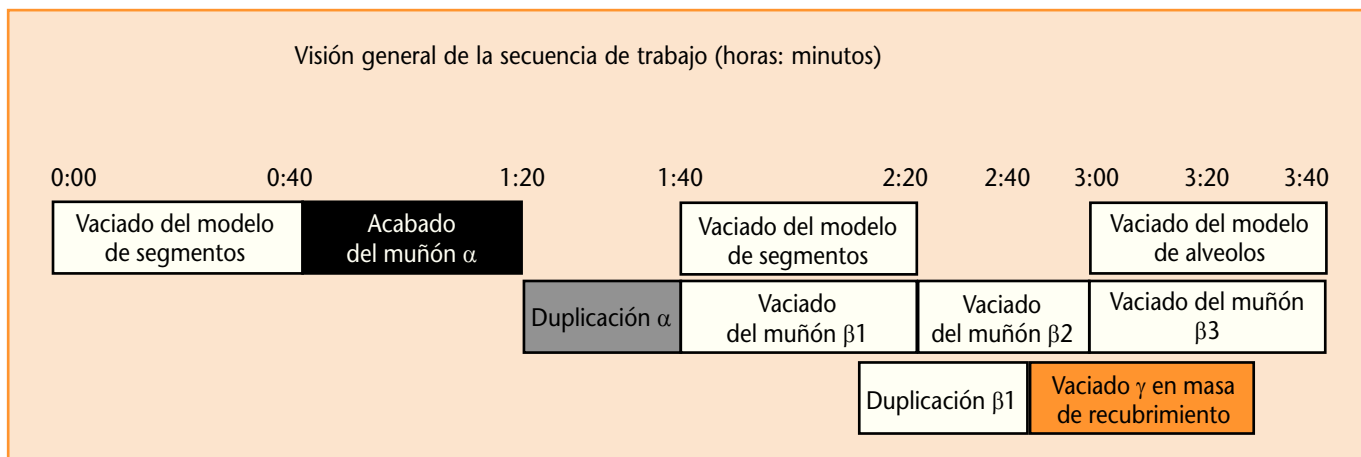 Visión general de la secuencia de trabajo (horas: minutos)
0:00 0:40 1:20 1:40 2:20 2:40 3:00 3:20 3:40
Vaciado del modelo
de segmentos
Acabado
del muñón α
Vaciado del modelo
de segmentos
Vaciado del modelo
de alveolos
Duplicación α
Vaciado
del muñón β1
Vaciado
del muñón β2
Vaciado del muñón
β3
Duplicación β1
Vaciado γ en masa
de recubrimiento